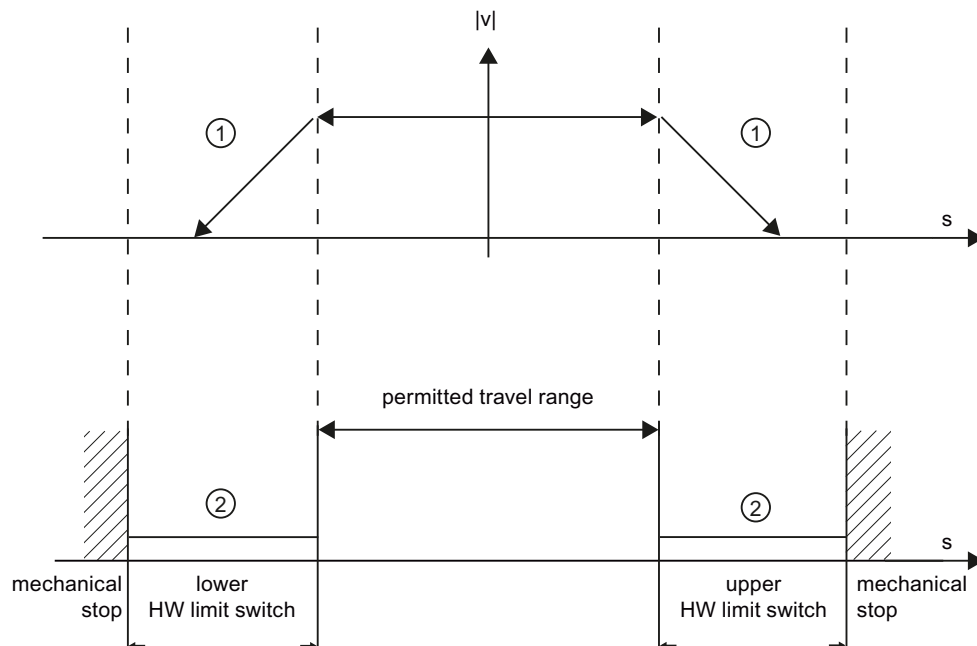 |v|
1
1
s
permitted travel range
2
2
s
mechanical
stop
lower
HW limit switch
upper
HW limit switch
mechanical
stop